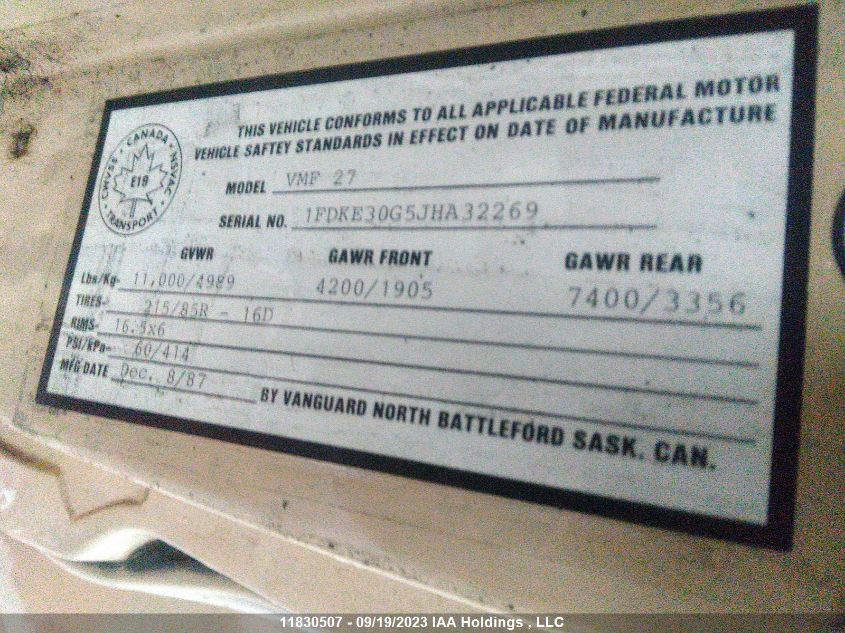 THIS VEHICLE CONFORMS TO ALL APPLICABLE FEDERAL MOTOR
VEHICLE SAFTEY STANDARDS IN EFFECT ON DATE OF MANUFACTURE
CANADA
CMVSS
NSVAC
E19
TRANSPORT
MODEL VMF 27
SERIAL NO. 1FDKE30G5JHA32269
GVWR GAWR FRONT GAWR REAR
Lbs/Kg- 11,000/4989 4200/1905 7400/3356
TIRES- 215/85R - 16D
RIMS- 16.5x6
PSI/KPa- 60/414
MFG DATE Dec. 8/87
BY VANGUARD NORTH BATTLEFORD SASK. CAN.
11830507 - 09/19/2023 IAA Holdings , LLC